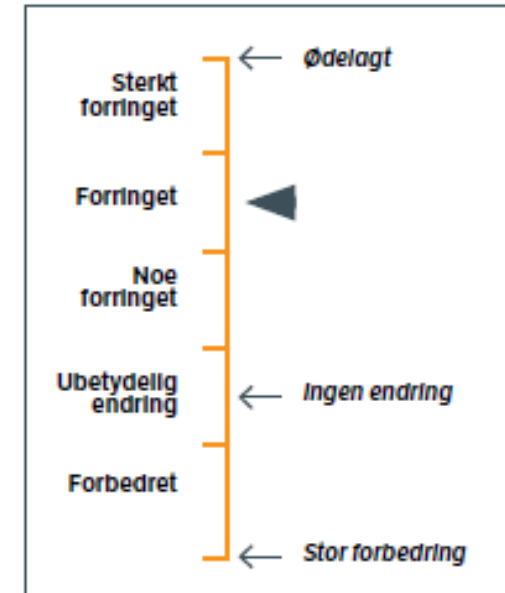 Ødelagt
Sterkt
forringet
Forringet
Noe
forringet
Ubetydelig
endring
Ingen endring
Forbedret
Stor forbedring